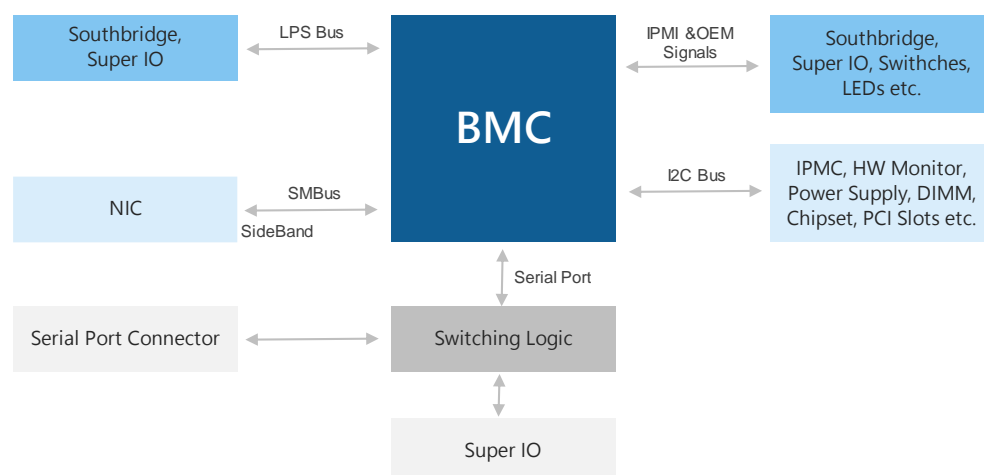 Southbridge,
Super IO
LPS Bus
BMC
IPMI &OEM
Signals
Southbridge,
Super IO, Swithches,
LEDs etc.
NIC
SMBus
SideBand
I2C Bus
IPMC, HW Monitor,
Power Supply, DIMM,
Chipset, PCI Slots etc.
Serial Port
Serial Port Connector
Switching Logic
Super IO